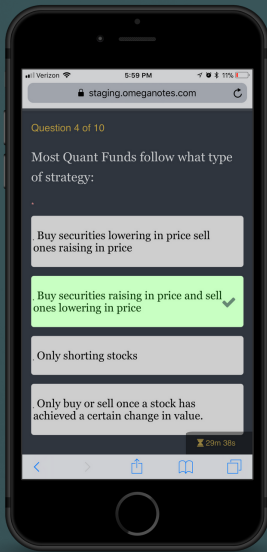 Verizon
5:59 PM
11%
staging.omeganotes.com
Question 4 of 10
Most Quant Funds follow what type
of strategy:
.
. Buy securities lowering in price sell
ones raising in price
. Buy securities raising in price and sell
ones lowering in price
. Only shorting stocks
. Only buy or sell once a stock has
achieved a certain change in value.
29m 38s